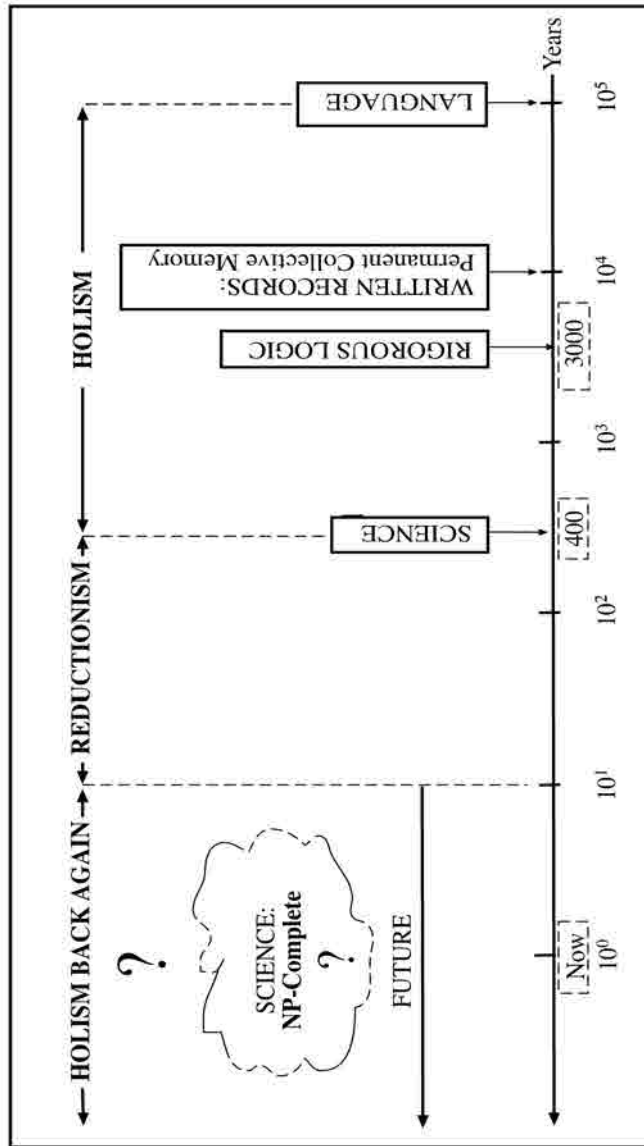 HOLISM BACK AGAIN
REDUCTIONISM
HOLISM
?
SCIENCE:
NP-Complete
?
FUTURE
SCIENCE
RIGOROUS LOGIC
WRITTEN RECORDS:
Permanent Collective Memory
LANGUAGE
Years
Now
400
3000
10⁰
10¹
10²
10³
10⁴
10⁵